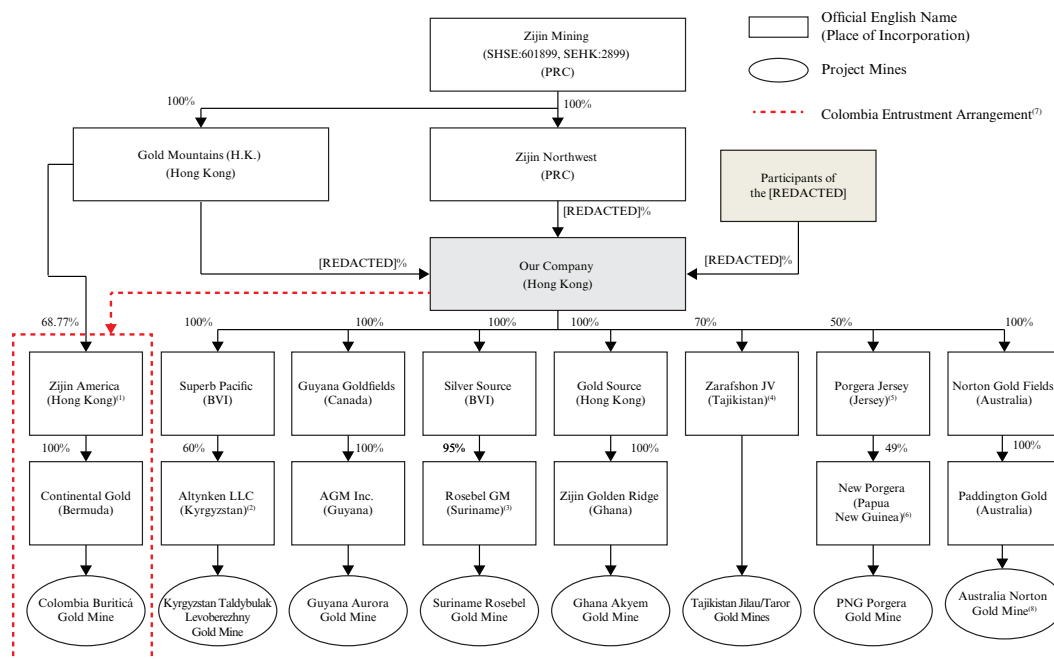 Zijin Mining
(SHSE:601899, SEHK:2899)
(PRC)
Official English Name
(Place of Incorporation)
Project Mines
Colombia Entrustment Arrangement(7)
100%
100%
Gold Mountains (H.K.)
(Hong Kong)
Zijin Northwest
(PRC)
Participants of
the [REDACTED]
[REDACTED]%
[REDACTED]%
[REDACTED]%
Our Company
(Hong Kong)
68.77%
100%
100%
100%
100%
70%
50%
100%
Zijin America
(Hong Kong)(1)
Superb Pacific
(BVI)
Guyana Goldfields
(Canada)
Silver Source
(BVI)
Gold Source
(Hong Kong)
Zarafshon JV
(Tajikistan)(4)
Porgera Jersey
(Jersey)(5)
Norton Gold Fields
(Australia)
100%
60%
100%
95%
100%
49%
100%
Continental Gold
(Bermuda)
Altynken LLC
(Kyrgyzstan)(2)
AGM Inc.
(Guyana)
Rosebel GM
(Suriname)(3)
Zijin Golden Ridge
(Ghana)
New Porgera
(Papua
New Guinea)(6)
Paddington Gold
(Australia)
Colombia Buriticá
Gold Mine
Kyrgyzstan Taldybulak
Levoberezhny
Gold Mine
Guyana Aurora
Gold Mine
Suriname Rosebel
Gold Mine
Ghana Akyem
Gold Mine
Tajikistan Jilau/Taror
Gold Mines
PNG Porgera
Gold Mine
Australia Norton
Gold Mine(8)